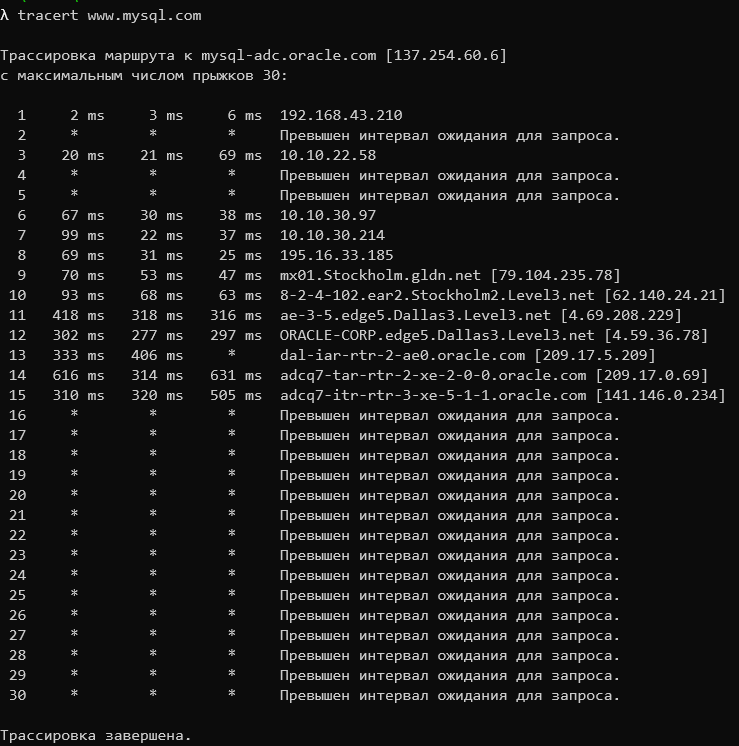 λ tracert www.mysql.com
Трассировка маршрута к mysql-adc.oracle.com [137.254.60.6]
с максимальным числом прыжков 30:
1 2 ms 3 ms 6 ms 192.168.43.210
2 * * * Превышен интервал ожидания для запроса.
3 20 ms 21 ms 69 ms 10.10.22.58
4 * * * Превышен интервал ожидания для запроса.
5 * * * Превышен интервал ожидания для запроса.
6 67 ms 30 ms 38 ms 10.10.30.97
7 99 ms 22 ms 37 ms 10.10.30.214
8 69 ms 31 ms 25 ms 195.16.33.185
9 70 ms 53 ms 47 ms mx01.Stockholm.gldn.net [79.104.235.78]
10 93 ms 68 ms 63 ms 8-2-4-102.ear2.Stockholm2.Level3.net [62.140.24.21]
11 418 ms 318 ms 316 ms ae-3-5.edge5.Dallas3.Level3.net [4.69.208.229]
12 302 ms 277 ms 297 ms ORACLE-CORP.edge5.Dallas3.Level3.net [4.59.36.78]
13 333 ms 406 ms * dal-iar-rtr-2-ae0.oracle.com [209.17.5.209]
14 616 ms 314 ms 631 ms adcq7-tar-rtr-2-xe-2-0-0.oracle.com [209.17.0.69]
15 310 ms 320 ms 505 ms adcq7-itr-rtr-3-xe-5-1-1.oracle.com [141.146.0.234]
16 * * * Превышен интервал ожидания для запроса.
17 * * * Превышен интервал ожидания для запроса.
18 * * * Превышен интервал ожидания для запроса.
19 * * * Превышен интервал ожидания для запроса.
20 * * * Превышен интервал ожидания для запроса.
21 * * * Превышен интервал ожидания для запроса.
22 * * * Превышен интервал ожидания для запроса.
23 * * * Превышен интервал ожидания для запроса.
24 * * * Превышен интервал ожидания для запроса.
25 * * * Превышен интервал ожидания для запроса.
26 * * * Превышен интервал ожидания для запроса.
27 * * * Превышен интервал ожидания для запроса.
28 * * * Превышен интервал ожидания для запроса.
29 * * * Превышен интервал ожидания для запроса.
30 * * * Превышен интервал ожидания для запроса.
Трассировка завершена.